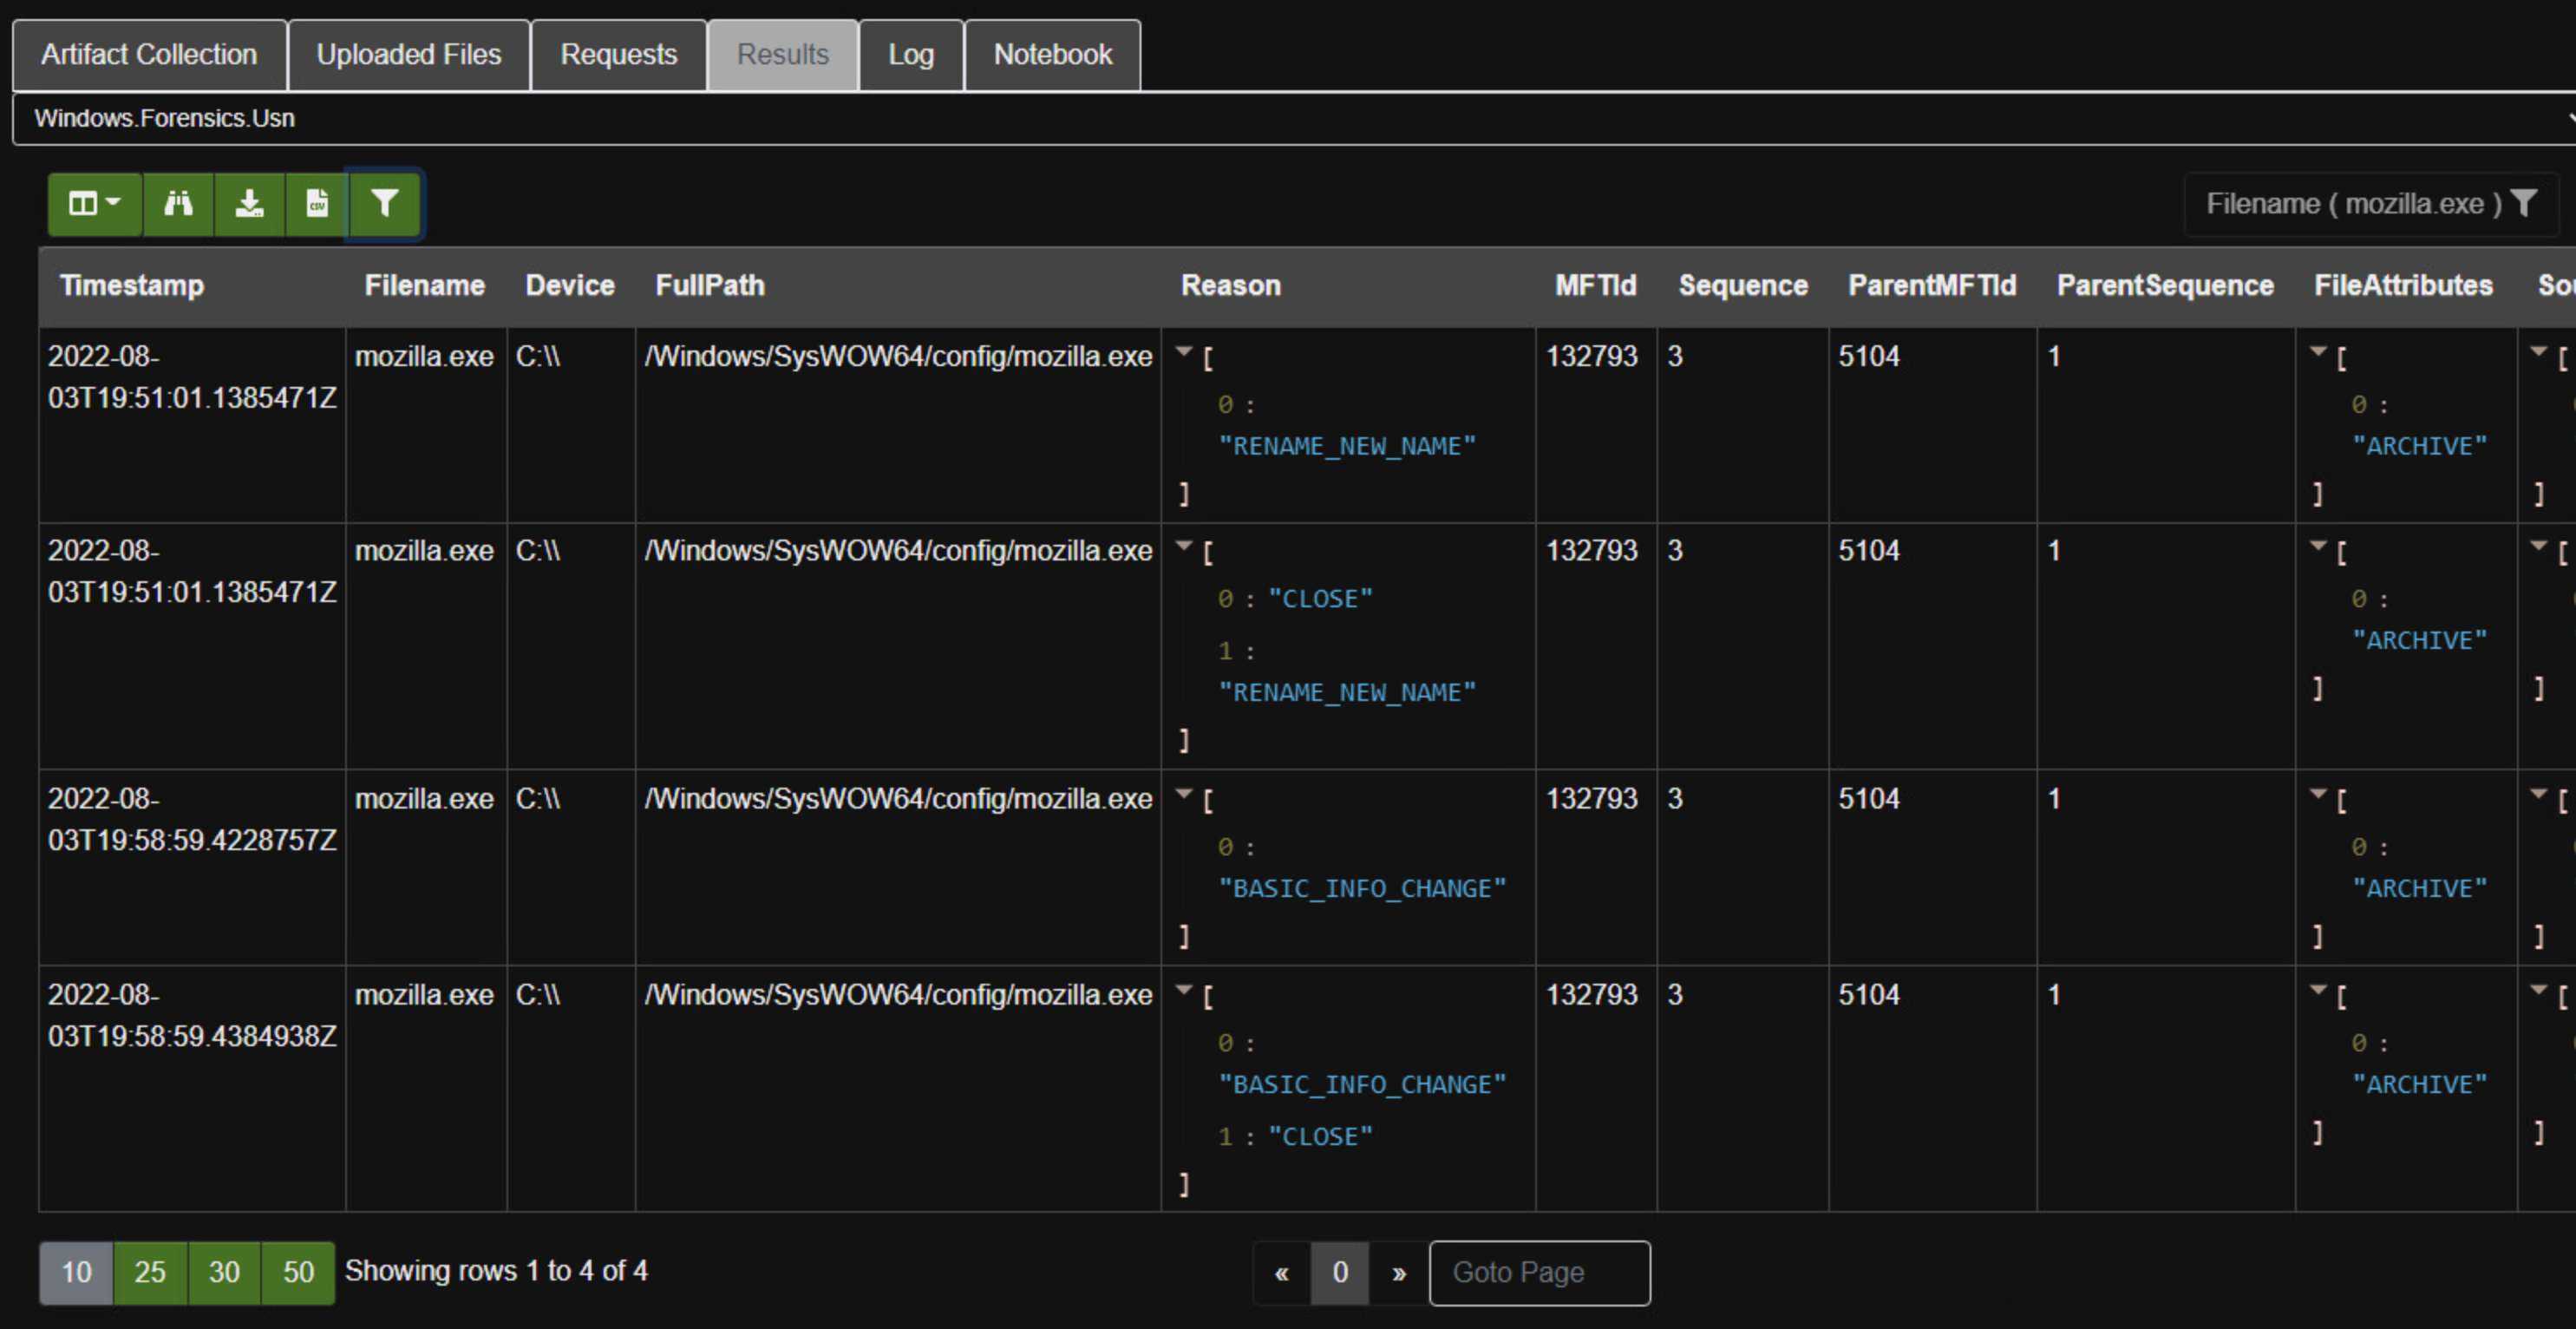 Artifact Collection Uploaded Files Requests Results Log Notebook
Windows.Forensics.Usn
CSV
Filename ( mozilla.exe )
Timestamp Filename Device FullPath Reason MFTId Sequence ParentMFTId ParentSequence FileAttributes
2022-08- mozilla.exe C:\\ /Windows/SysWOW64/config/mozilla.exe [ 132793 3 5104 1 [ [
03T19:51:01.1385471Z 0 : 0 :
"RENAME_NEW_NAME" "ARCHIVE"
] ] ]
2022-08- mozilla.exe C:\\ /Windows/SysWOW64/config/mozilla.exe [ 132793 3 5104 1 [ [
03T19:51:01.1385471Z 0 : "CLOSE" 0 :
1 : "ARCHIVE"
"RENAME_NEW_NAME" ] ]
]
2022-08- mozilla.exe C:\\ /Windows/SysWOW64/config/mozilla.exe [ 132793 3 5104 1 [ [
03T19:58:59.4228757Z 0 : 0 :
"BASIC_INFO_CHANGE" "ARCHIVE"
] ] ]
2022-08- mozilla.exe C:\\ /Windows/SysWOW64/config/mozilla.exe [ 132793 3 5104 1 [ [
03T19:58:59.4384938Z 0 : 0 :
"BASIC_INFO_CHANGE" "ARCHIVE"
1 : "CLOSE" ] ]
]
10 25 30 50 Showing rows 1 to 4 of 4 « 0 » Goto Page